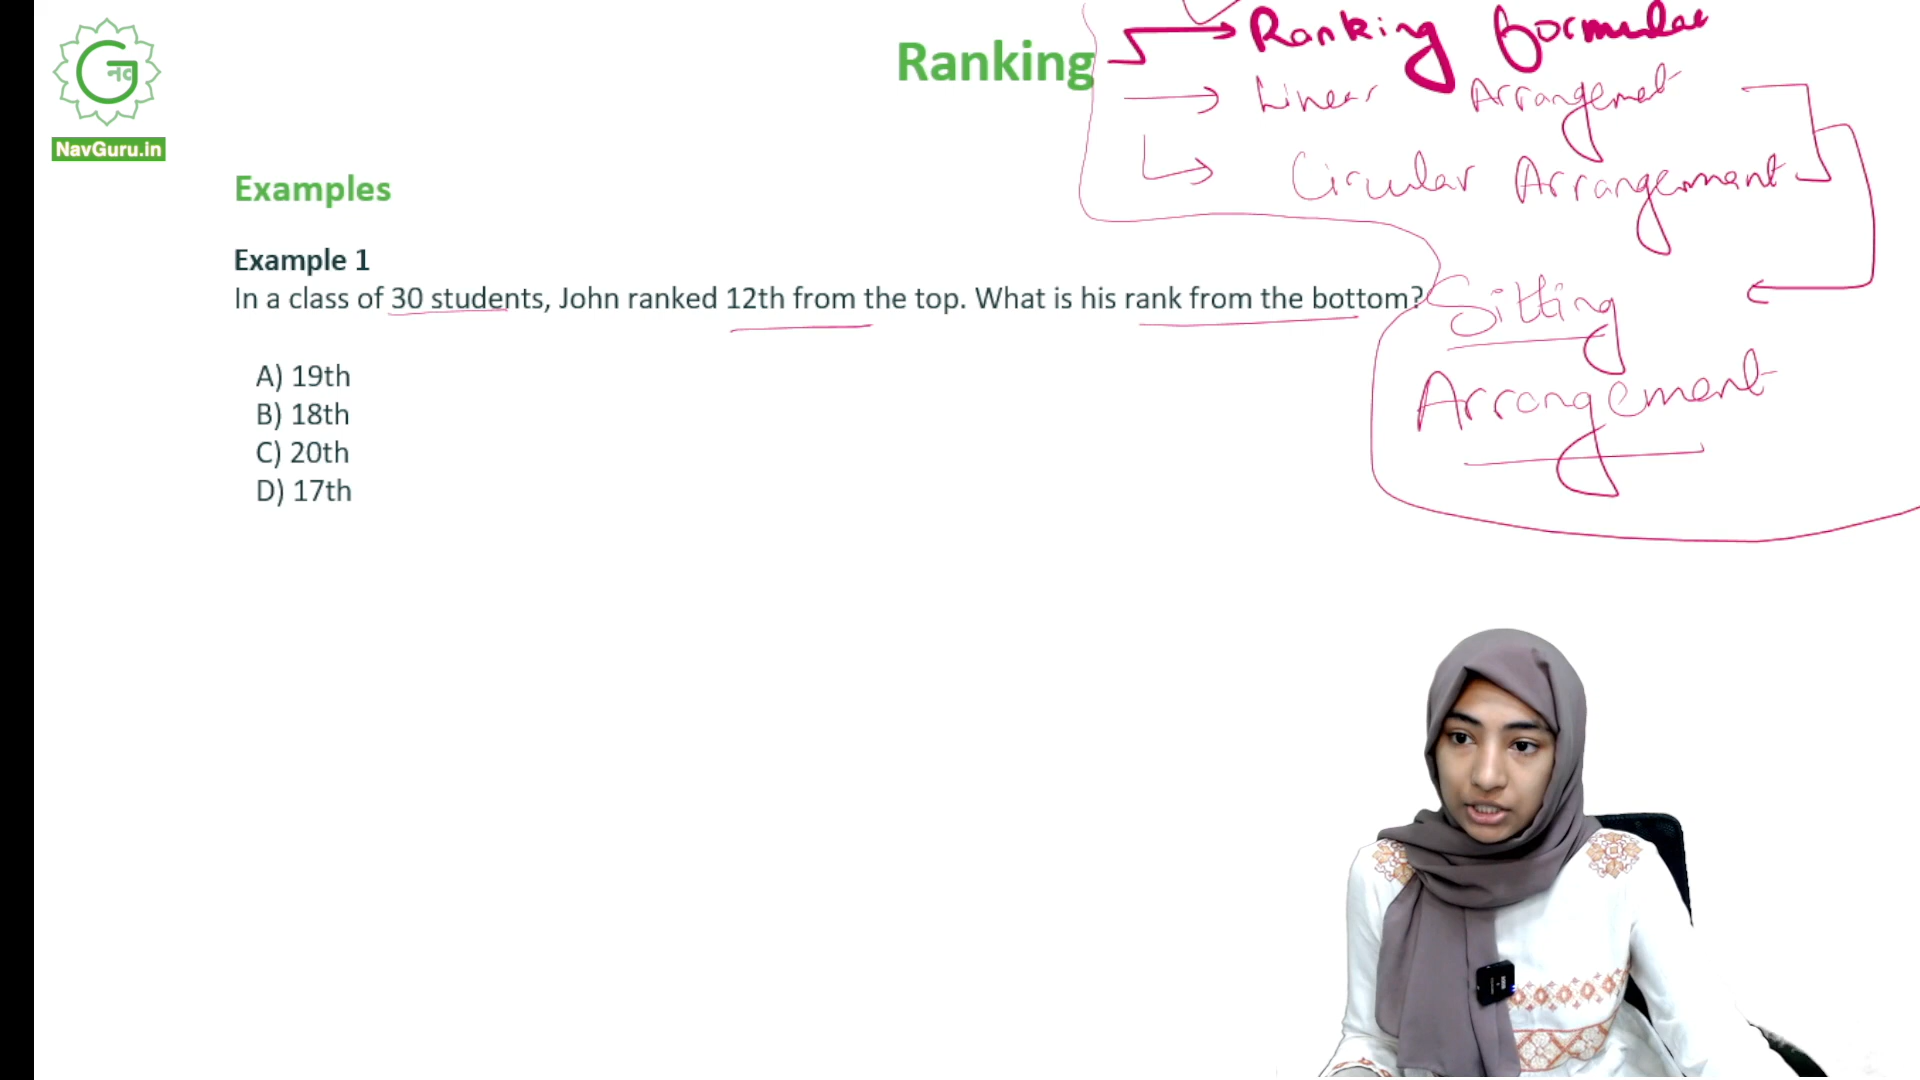 Ranking
Ranking formulae
Linear Arrangemet
Circular Arrangement
नव
NavGuru.in
Examples
Example 1
In a class of 30 students, John ranked 12th from the top. What is his rank from the bottom?
Sitting
Arrangement
A) 19th
B) 18th
C) 20th
D) 17th